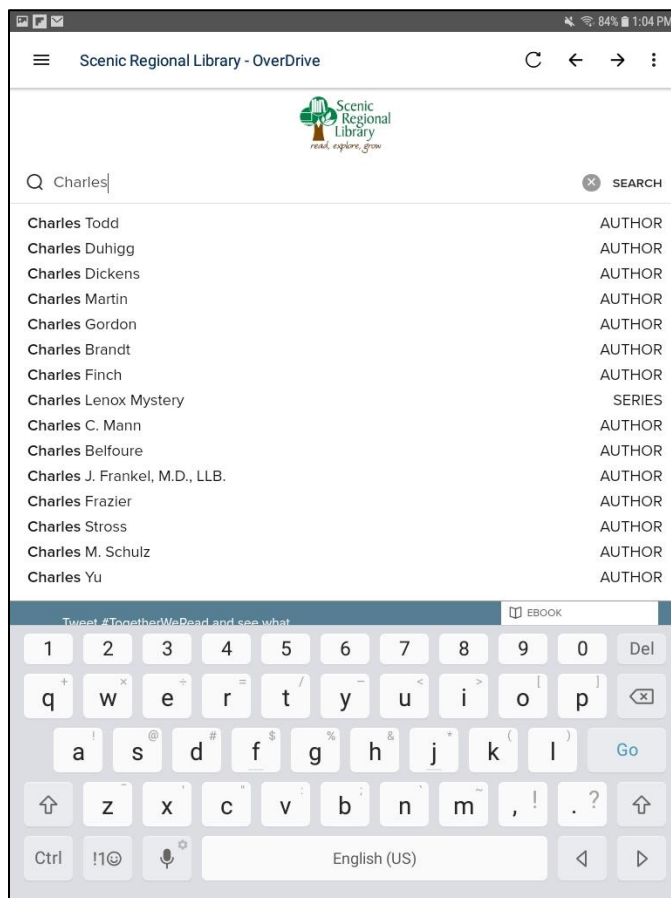 84% 1:04 PM
Scenic Regional Library - OverDrive
Scenic
Regional
Library
read, explore, grow
Charles SEARCH
Charles Todd AUTHOR
Charles Duhigg AUTHOR
Charles Dickens AUTHOR
Charles Martin AUTHOR
Charles Gordon AUTHOR
Charles Brandt AUTHOR
Charles Finch AUTHOR
Charles Lenox Mystery SERIES
Charles C. Mann AUTHOR
Charles Belfoure AUTHOR
Charles J. Frankel, M.D., LLB. AUTHOR
Charles Frazier AUTHOR
Charles Stross AUTHOR
Charles M. Schulz AUTHOR
Charles Yu AUTHOR
Tweet #TogetherWeRead and see what EBOOK
1 2 3 4 5 6 7 8 9 0 Del
q + w × e ÷ r = t / y _ u < i > o [ p ]
a ! s @ d # f $ g % h & j * k ( l ) Go
z x c v b n m , ! . ?
Ctrl !1☺ English (US)